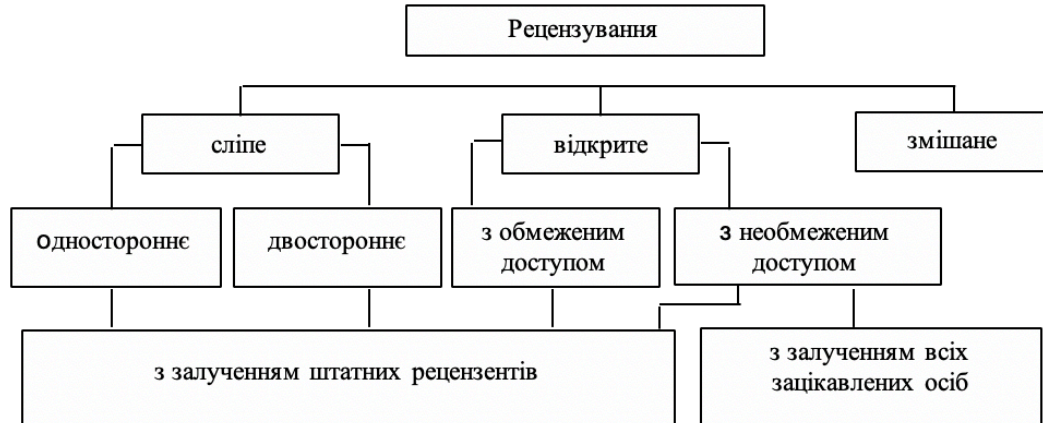 Рецензування
сліпе
відкрите
змішане
Одностороннє
двостороннє
з обмеженим
доступом
З необмеженим
доступом
з залученням штатних рецензентів
з залученням всіх
зацікавлених осіб